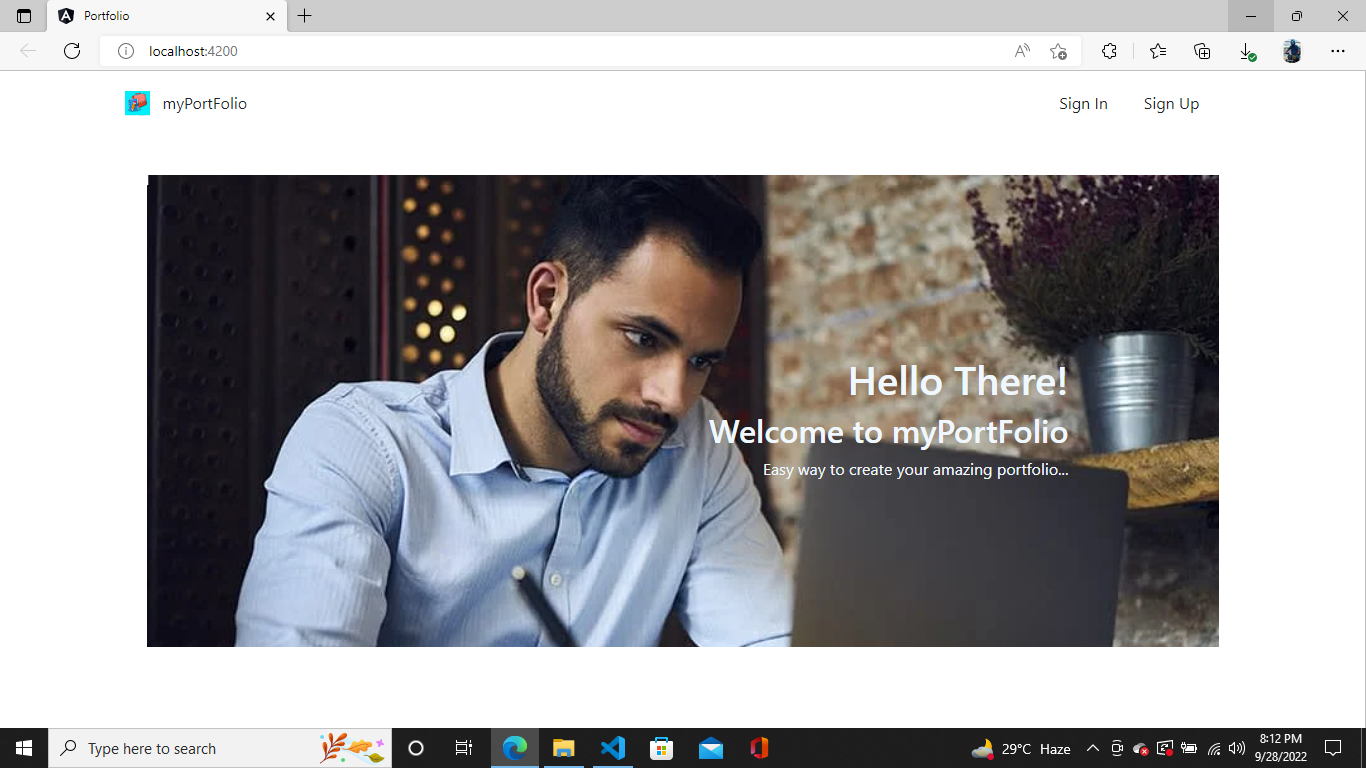 Portfolio
localhost:4200
myPortFolio
Sign In
Sign Up
Hello There!
Welcome to myPortFolio
Easy way to create your amazing portfolio...
Type here to search
29°C Haze
8:12 PM
9/28/2022